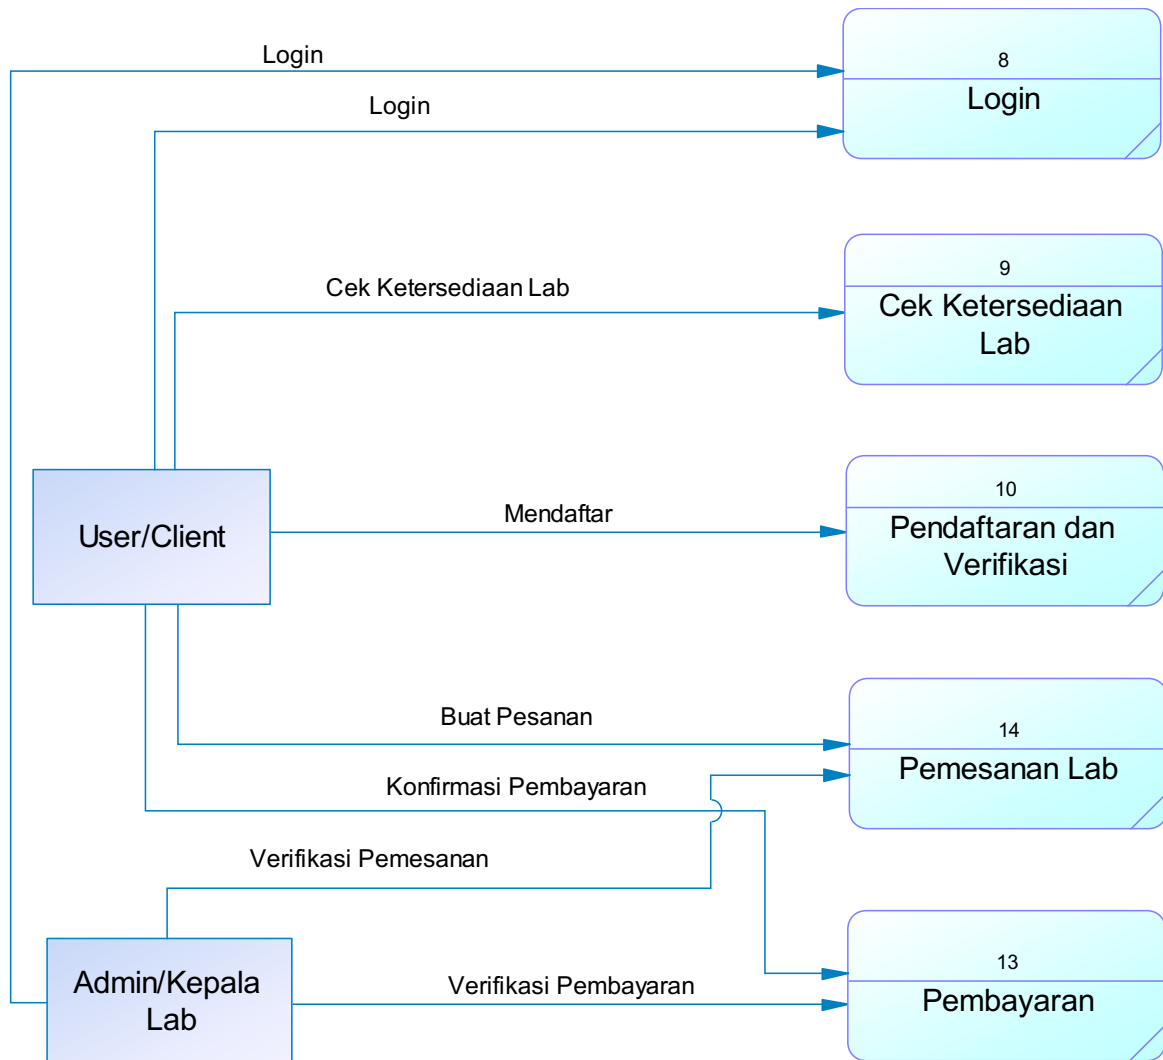 Login
8
Login
Login
Cek Ketersediaan Lab
9
Cek Ketersediaan
Lab
User/Client
Mendaftar
10
Pendaftaran dan
Verifikasi
Buat Pesanan
14
Pemesanan Lab
Konfirmasi Pembayaran
Verifikasi Pemesanan
Admin/Kepala
Lab
Verifikasi Pembayaran
13
Pembayaran